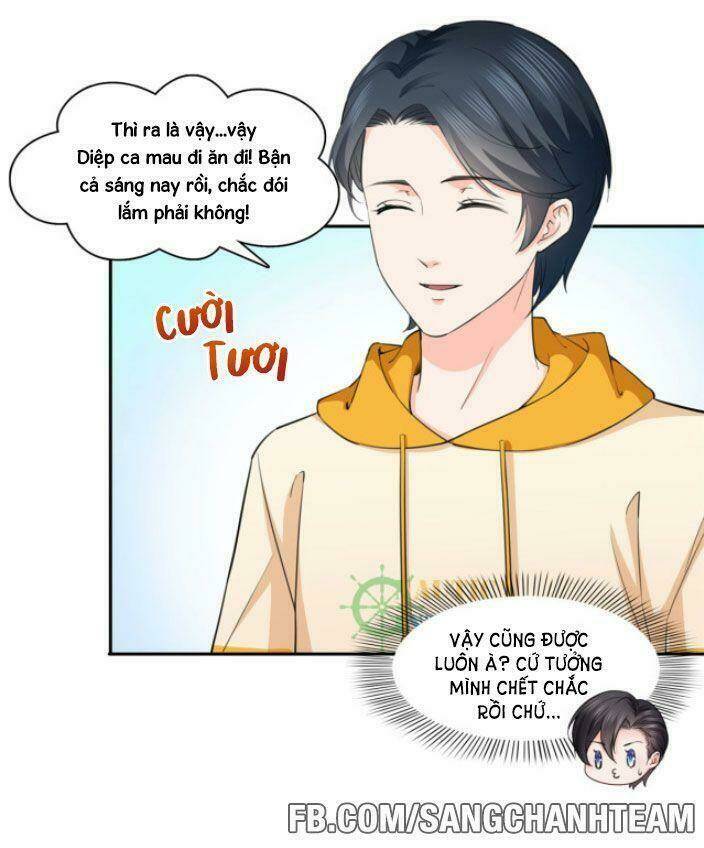 Thì ra là vậy...vậy
Diệp ca mau đi ăn đi! Bận
cả sáng nay rồi, chắc đói
lắm phải không!
CƯỜI
TƯƠI
VẬY CŨNG ĐƯỢC
LUÔN À? CỨ TƯỞNG
MÌNH CHẾT CHẮC
RỒI CHỨ...
FB.COM/SANGCHANHTEAM